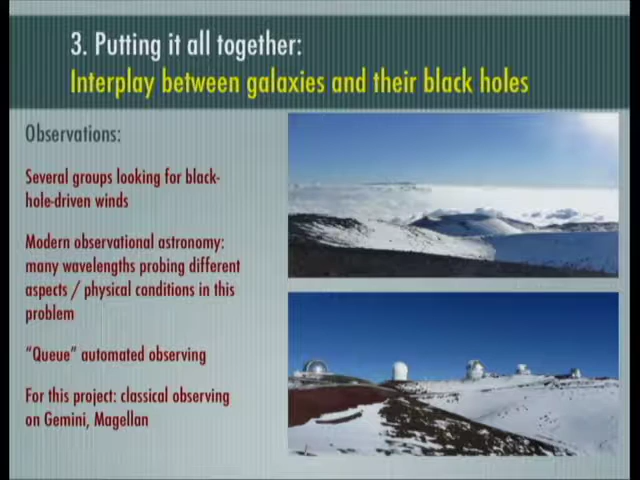 3. Putting it all together:
Interplay between galaxies and their black holes
Observations:
Several groups looking for black-
hole-driven winds
Modern observational astronomy:
many wavelengths probing different
aspects / physical conditions in this
problem
“Queue” automated observing
For this project: classical observing
on Gemini, Magellan